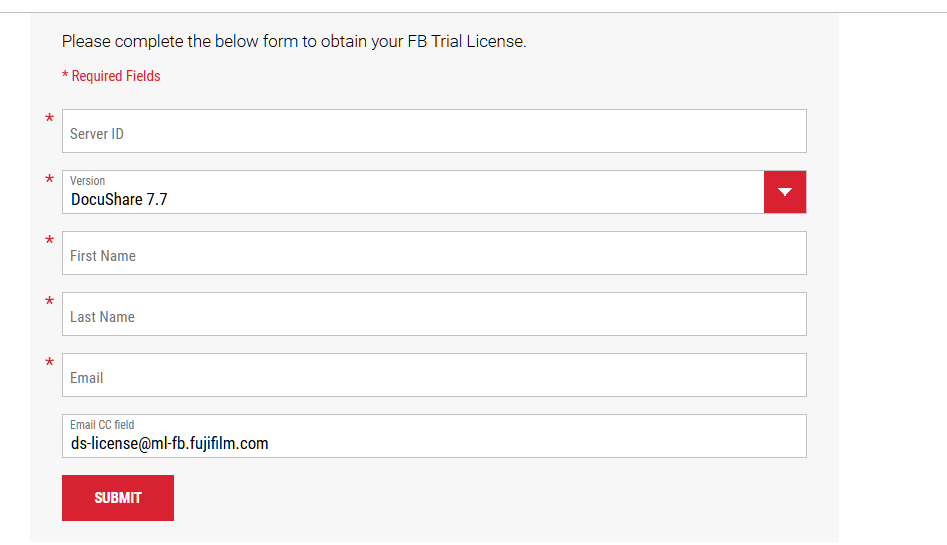 Please complete the below form to obtain your FB Trial License.
* Required Fields
* Server ID
* Version
DocuShare 7.7
* First Name
* Last Name
* Email
Email CC field
ds-license@ml-fb.fujifilm.com
SUBMIT